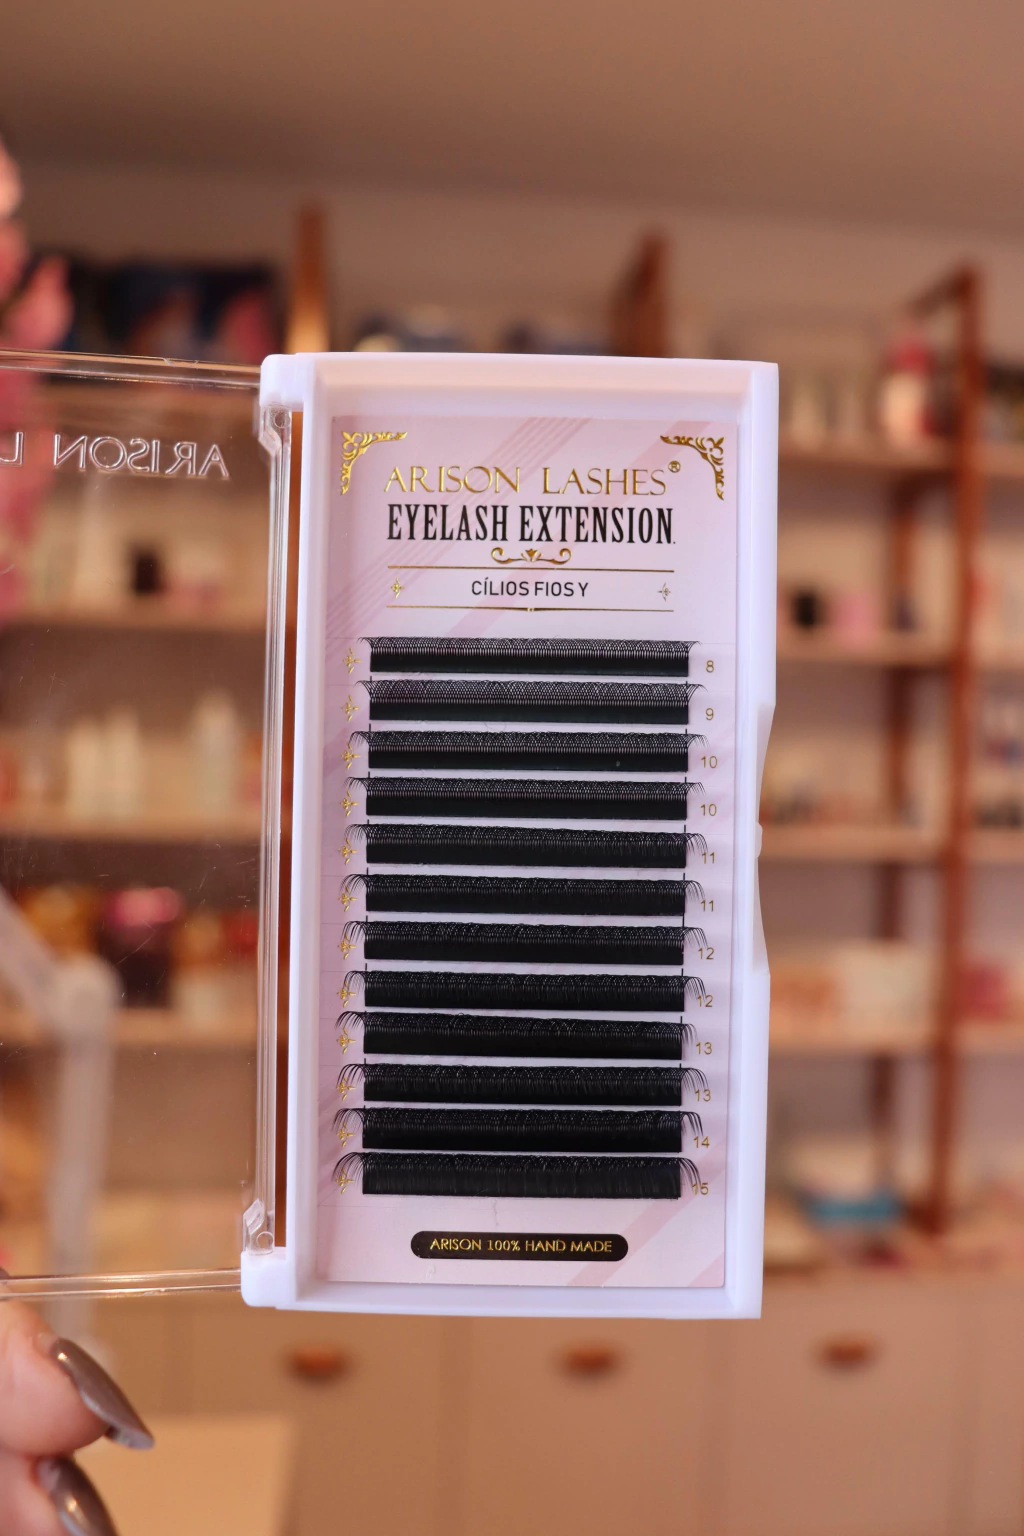 ARISON L
ARISON LASHES®
EYELASH EXTENSION.
CÍLIOS FIOS Y
8
9
10
10
11
11
12
12
13
13
14
15
ARISON 100% HAND MADE